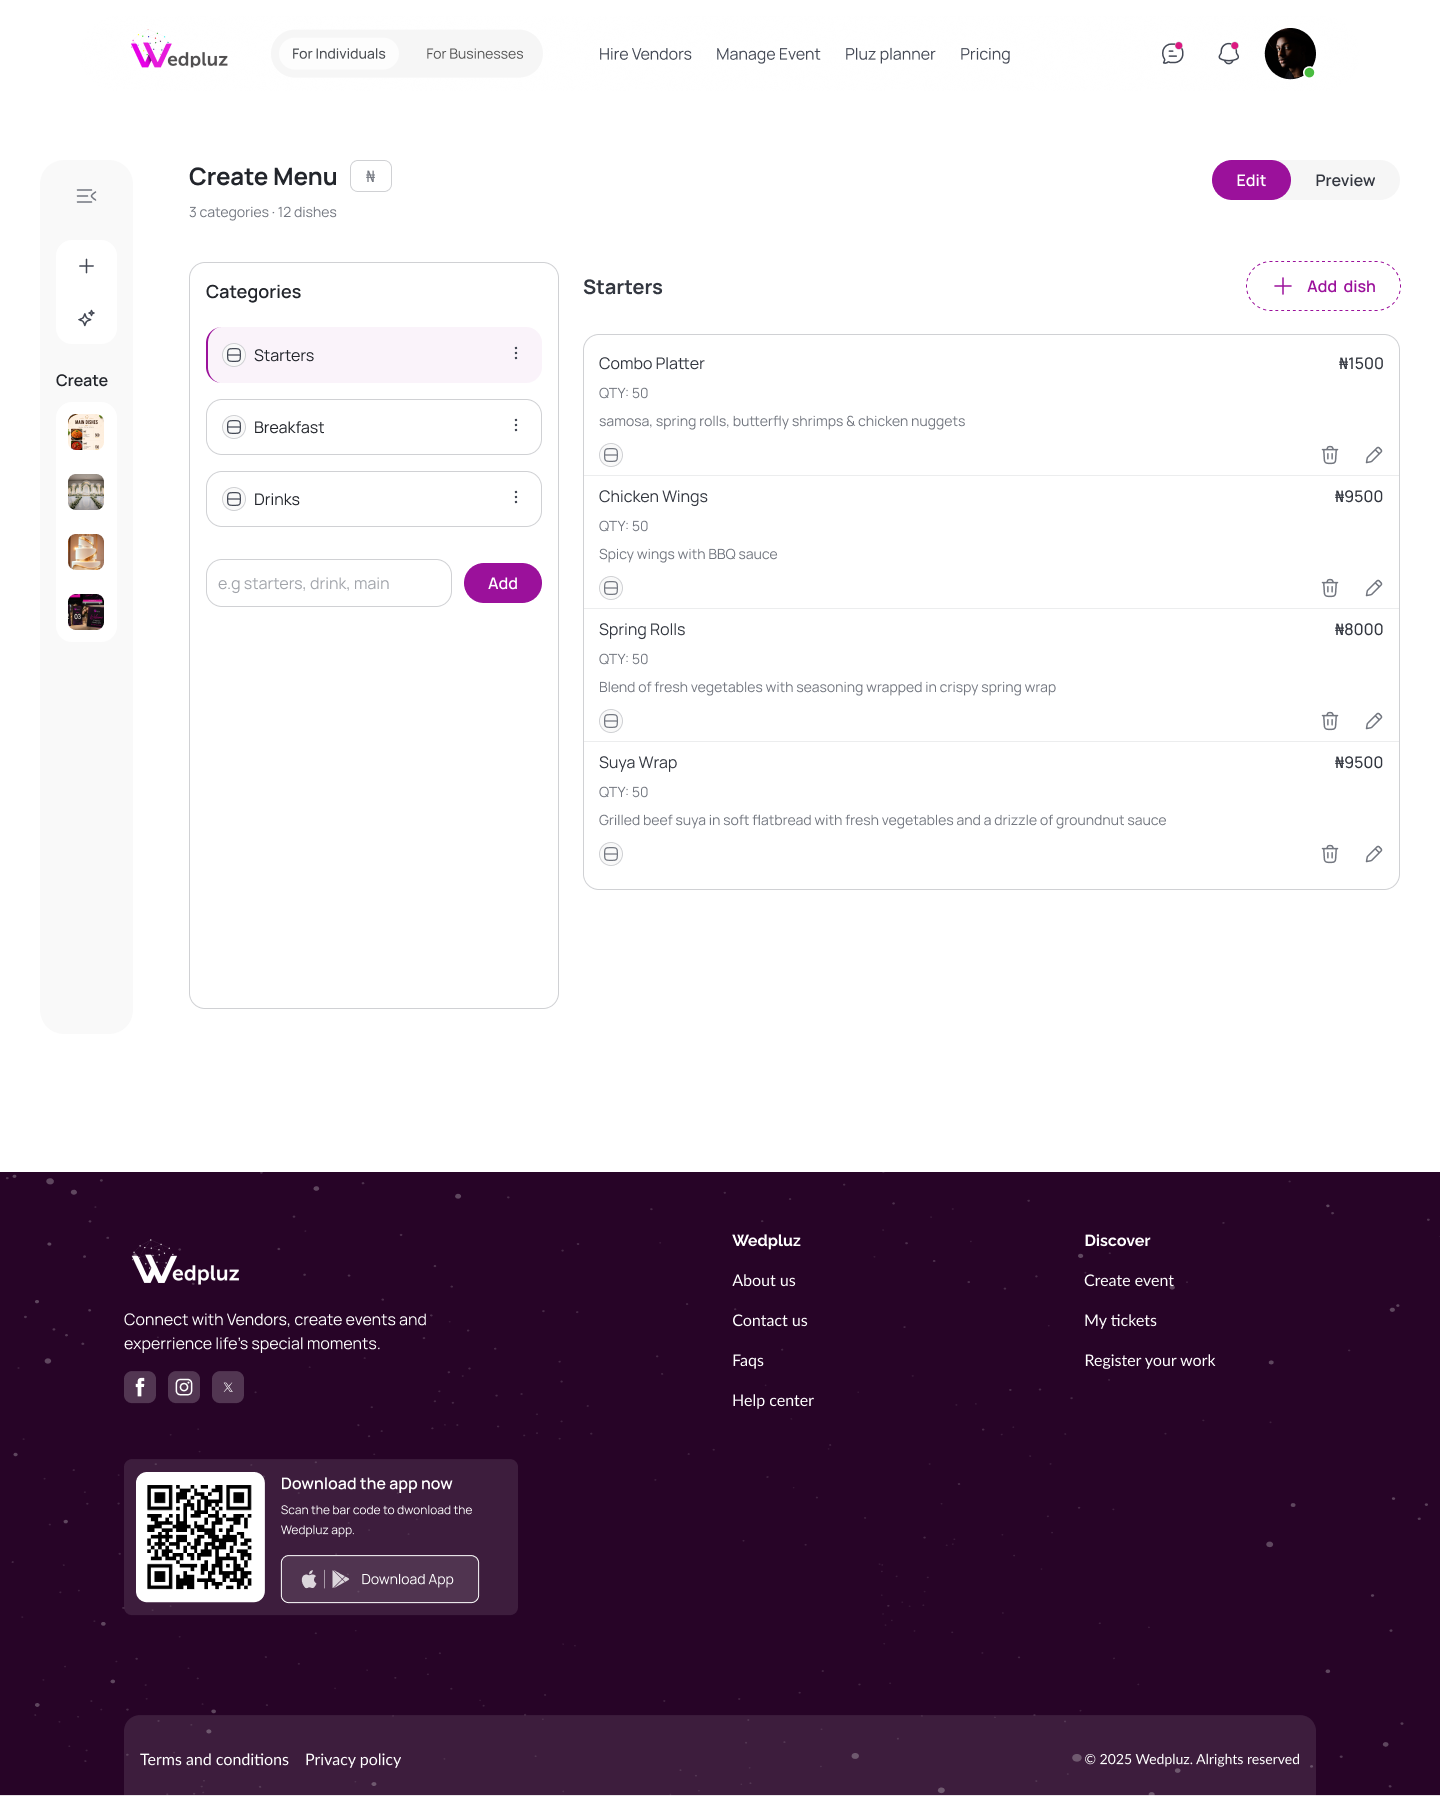 Wedpluz
For Individuals
For Businesses
Hire Vendors
Manage Event
Pluz planner
Pricing
Create Menu
₦
3 categories · 12 dishes
Edit
Preview
Create
MAIN DISHES
03
Categories
Starters
Breakfast
Drinks
e.g starters, drink, main
Add
Starters
Add dish
Combo Platter
₦1500
QTY: 50
samosa, spring rolls, butterfly shrimps & chicken nuggets
Chicken Wings
₦9500
QTY: 50
Spicy wings with BBQ sauce
Spring Rolls
₦8000
QTY: 50
Blend of fresh vegetables with seasoning wrapped in crispy spring wrap
Suya Wrap
₦9500
QTY: 50
Grilled beef suya in soft flatbread with fresh vegetables and a drizzle of groundnut sauce
Wedpluz
Connect with Vendors, create events and
experience life's special moments.
Wedpluz
About us
Contact us
Faqs
Help center
Discover
Create event
My tickets
Register your work
Download the app now
Scan the bar code to dwonload the
Wedpluz app.
Download App
Terms and conditions
Privacy policy
© 2025 Wedpluz. Alrights reserved